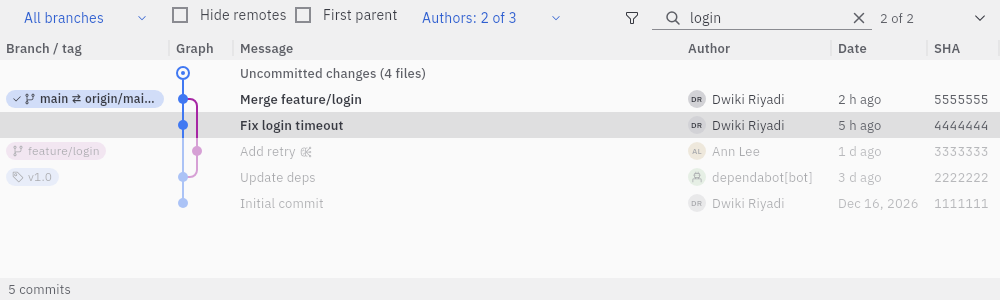 All branches Hide remotes First parent Authors: 2 of 3 login 2 of 2
Branch / tag Graph Message Author Date SHA
Uncommitted changes (4 files)
main ⇄ origin/mai... Merge feature/login DR Dwiki Riyadi 2 h ago 5555555
Fix login timeout DR Dwiki Riyadi 5 h ago 4444444
feature/login Add retry AL Ann Lee 1 d ago 3333333
v1.0 Update deps dependabot[bot] 3 d ago 2222222
Initial commit DR Dwiki Riyadi Dec 16, 2026 1111111
5 commits